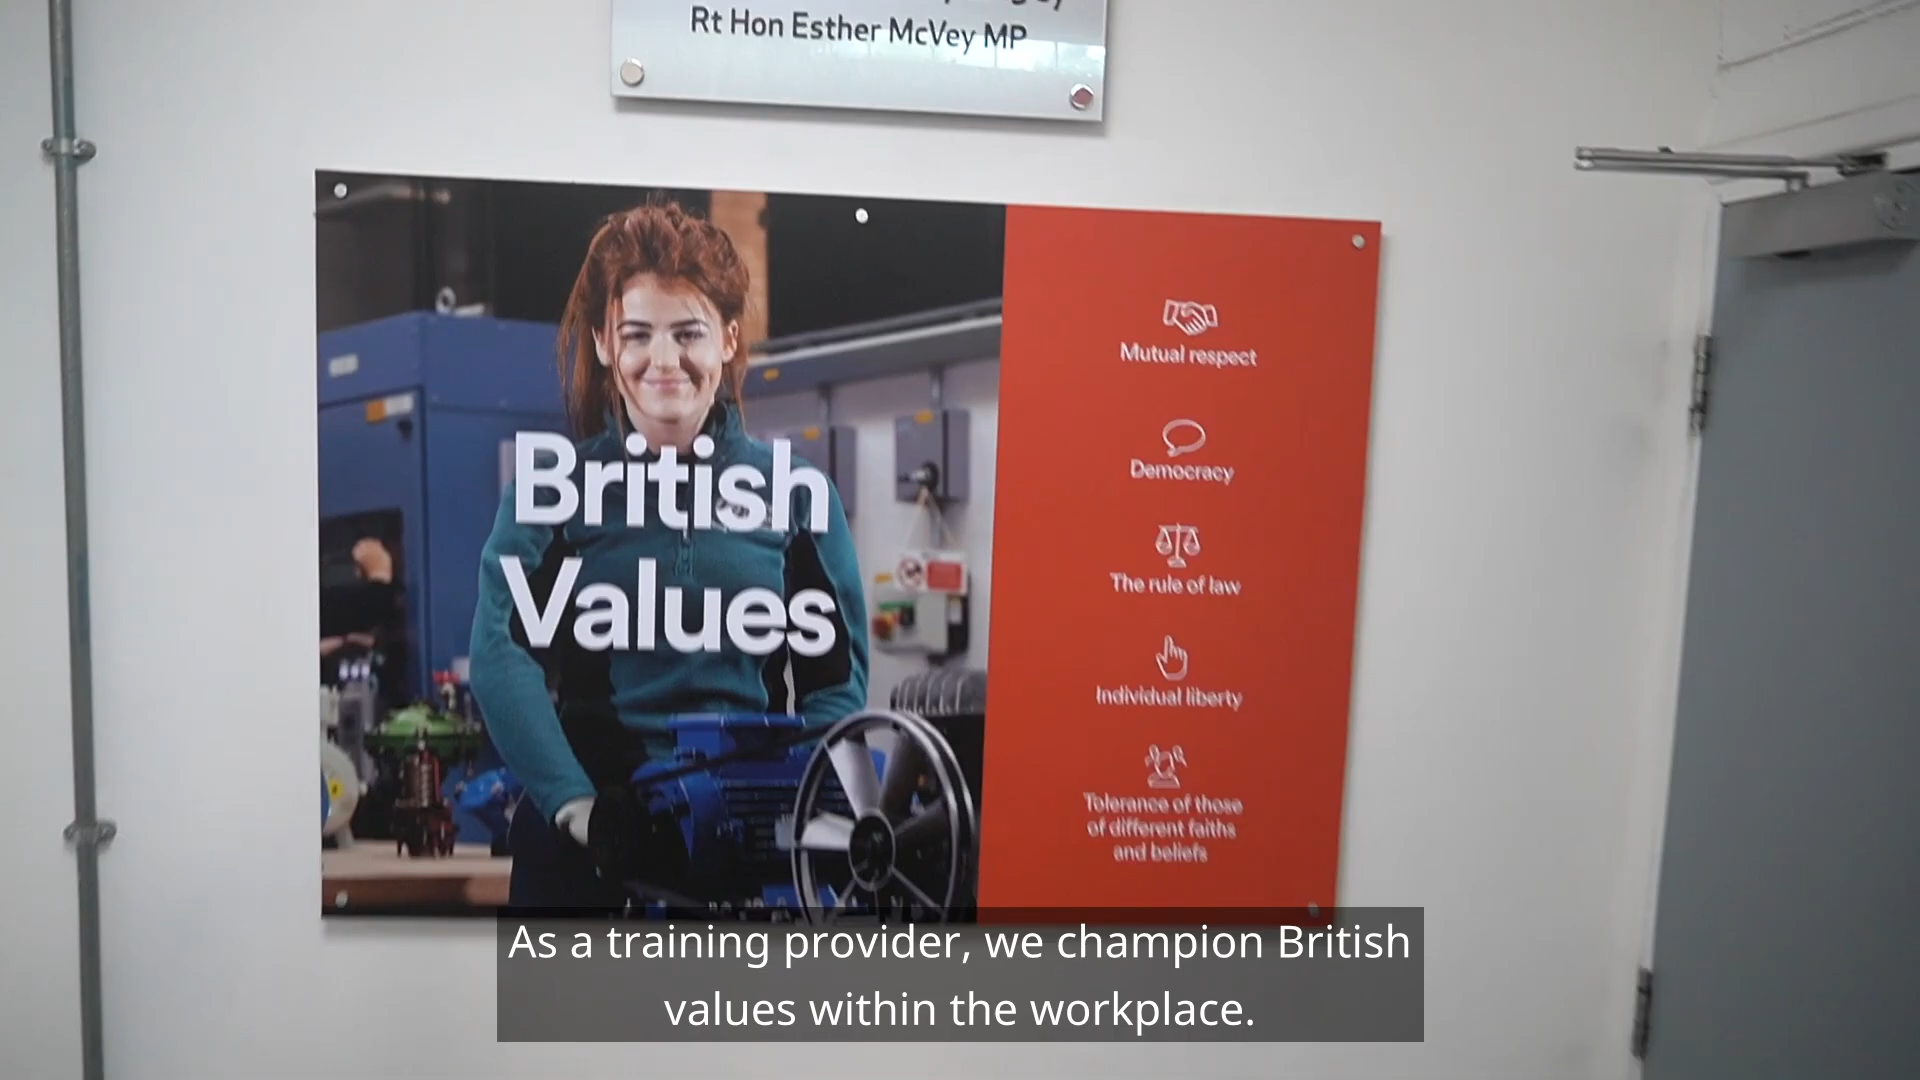 Rt Hon Esther McVey MP
British
Values
Mutual respect
Democracy
The rule of law
Individual liberty
Tolerance of those
of different faiths
and beliefs
As a training provider, we champion British
values within the workplace.